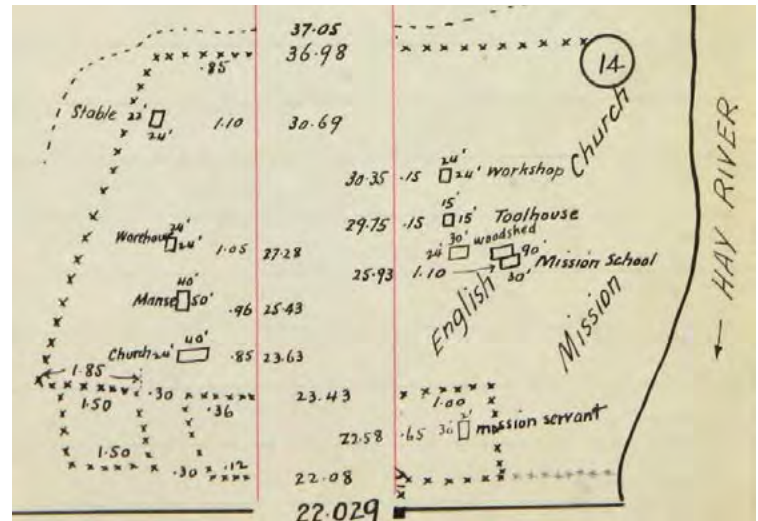 37.05
36.98
.85
14
Stable 22'
24'
1.10
30.69
Church
HAY RIVER
24'
30.35 .15 24' Workshop
15'
29.75 .15 15' Toolhouse
24'
Warehouse 24' 1.05 27.28
24' 30' woodshed
90'
25.93 1.10 30' Mission School
40'
Manse 50' .96 25.43
English
Mission
40'
Church 24' .85 23.63
1.85
1.50 .30 .36
23.43
1.00
22.58 .65 36 mission servant
1.50 .30 .12
22.08
22.029